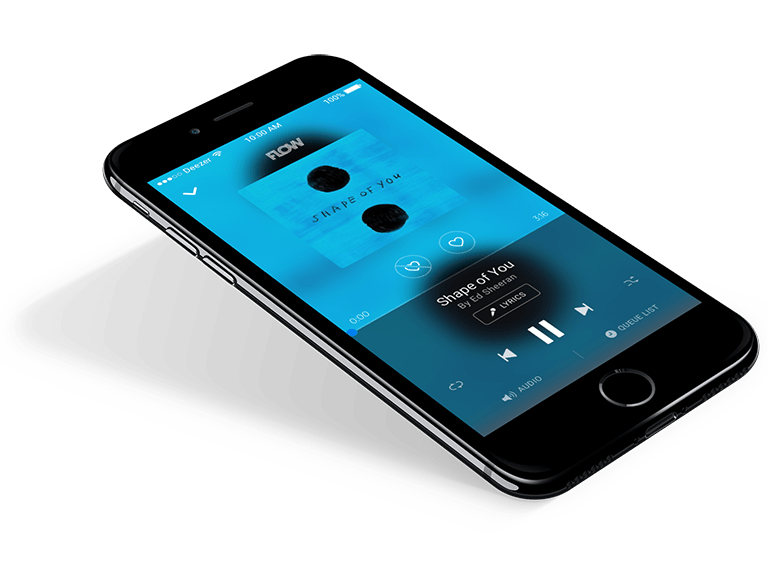 Deezer 10:00 AM 100%
FLOW
SHAPE OF YOU
0:00 3:16
Shape of You
By Ed Sheeran
LYRICS
AUDIO QUEUE LIST